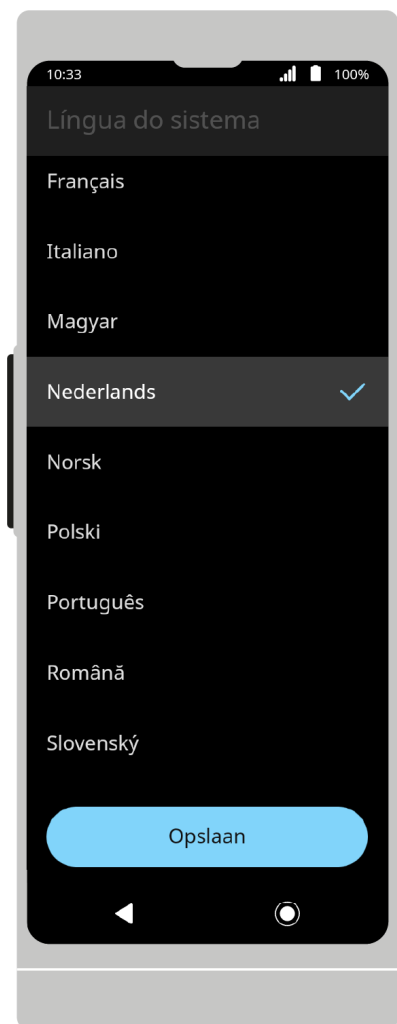 10:33 100%
Língua do sistema
Français
Italiano
Magyar
Nederlands
Norsk
Polski
Português
Română
Slovenský
Opslaan